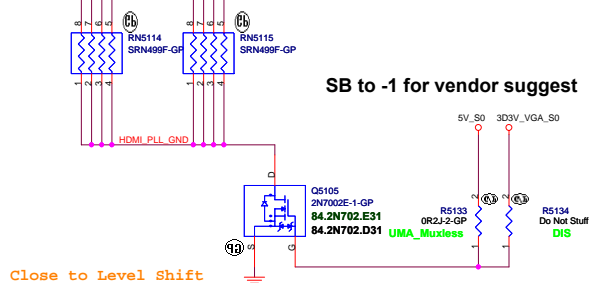 8 7 6 5
8 7 6 5
RN5114
SRN499F-GP
RN5115
SRN499F-GP
1 2 3 4
1 2 3 4
SB to -1 for vendor suggest
5V_S0
3D3V_VGA_S0
HDMI_PLL_GND
D
Q5105
2N7002E-1-GP
84.2N702.E31
84.2N702.D31
S
G
2
2
R5133
0R2J-2-GP
UMA_Muxless
R5134
Do Not Stuff
DIS
1
1
Close to Level Shift